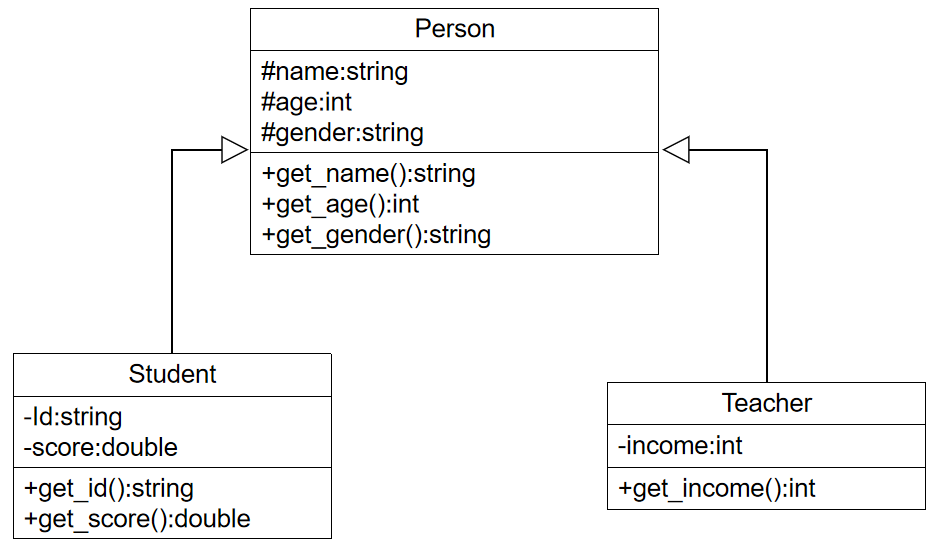 Person
#name:string
#age:int
#gender:string
+get_name():string
+get_age():int
+get_gender():string
Student
-Id:string
-score:double
+get_id():string
+get_score():double
Teacher
-income:int
+get_income():int